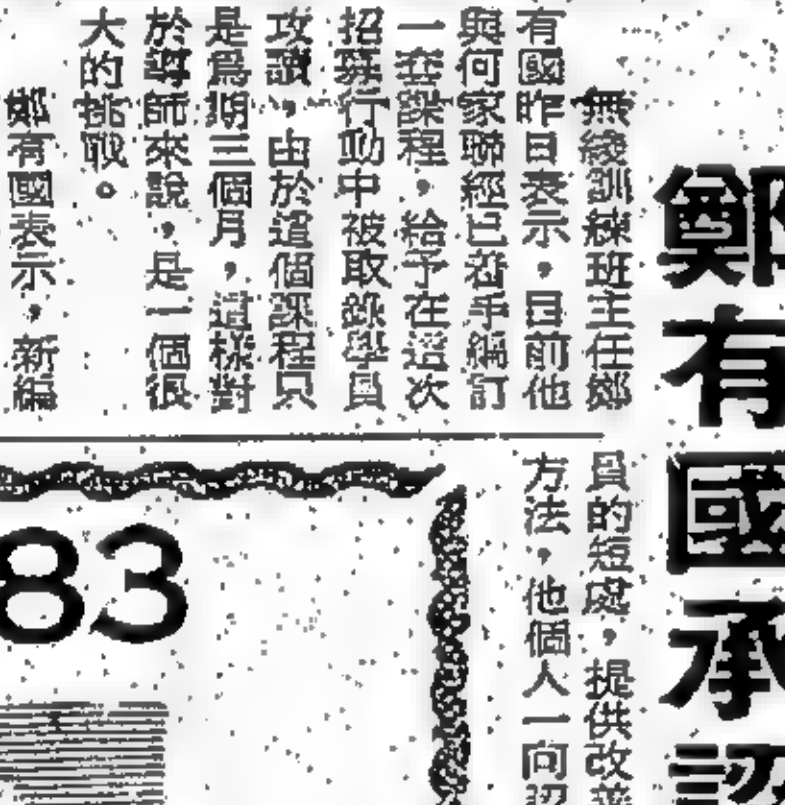 鄭有國承認
無綫訓練班主任鄭
有國昨日表示，目前他
與何家聯經已着手編訂
一套課程，給予在這次
招募行動中被取錄學員
攻讀，由於這個課程只
是爲期三個月，這樣對
於導師來說，是一個很
大的挑戰。
鄭有國表示，新編
員的短處，提供改善
方法，他個人一向認
83